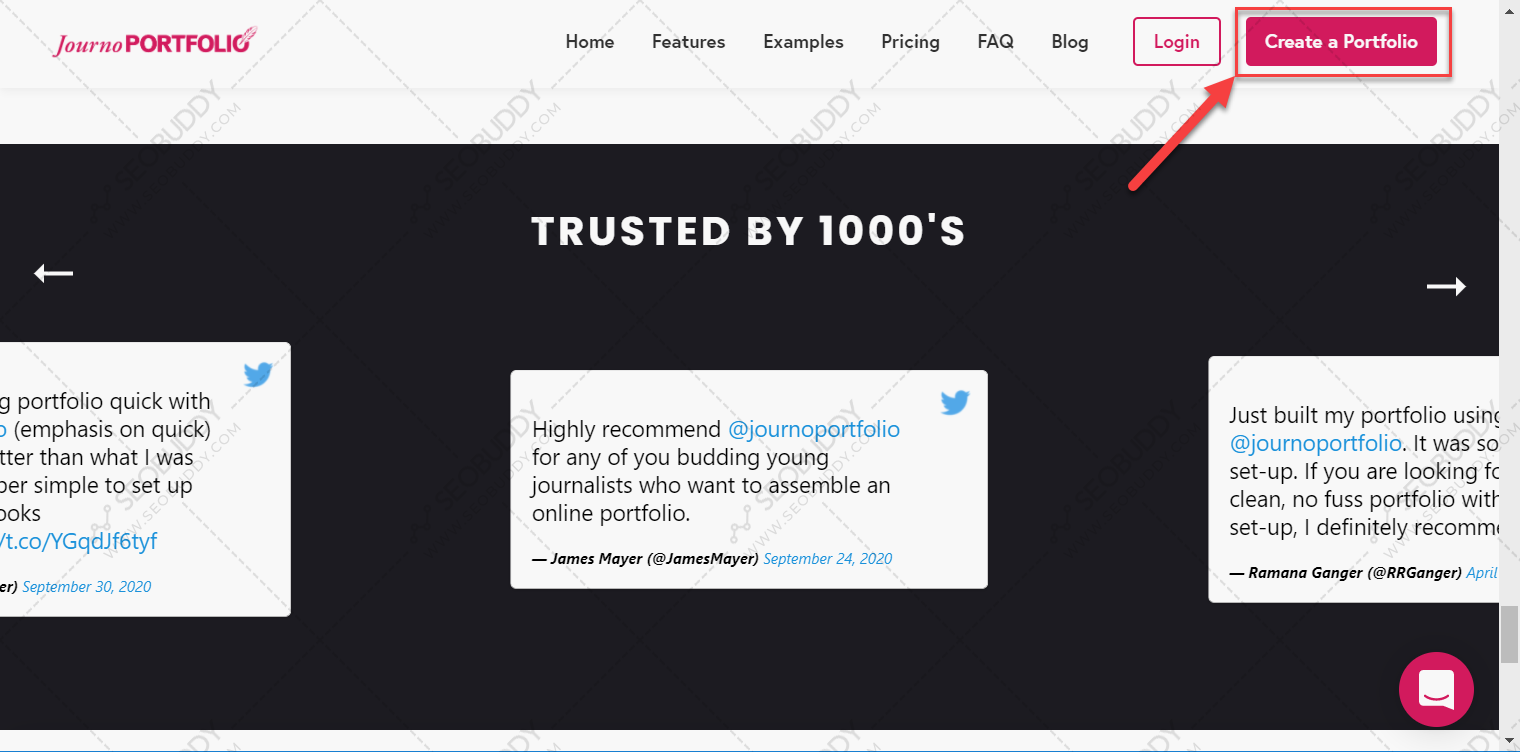 Journo PORTFOLIO
Home Features Examples Pricing FAQ Blog Login Create a Portfolio
TRUSTED BY 1000'S
g portfolio quick with
(emphasis on quick)
tter than what I was
per simple to set up
ooks
/t.co/YGqdJf6tyf
er) September 30, 2020
Highly recommend @journoportfolio
for any of you budding young
journalists who want to assemble an
online portfolio.
— James Mayer (@JamesMayer) September 24, 2020
Just built my portfolio using
@journoportfolio. It was so
set-up. If you are looking fo
clean, no fuss portfolio with
set-up, I definitely recomme
— Ramana Ganger (@RRGanger) April
SEOBUDDY
WWW.SEOBUDDY.COM